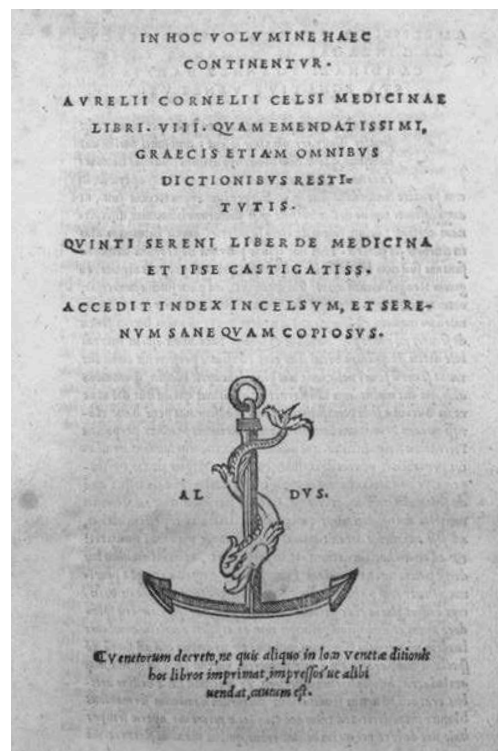 IN HOC VOLVMINE HAEC
CONTINENTVR.
AVRELII CORNELII CELSI MEDICINAE
LIBRI. VIII. QVAM EMENDATISSIMI,
GRAECIS ETIAM OMNIBVS
DICTIONIBVS RESTI=
TVTIS.
QVINTI SERENI LIBER DE MEDICINA
ET IPSE CASTIGATISS.
ACCEDIT INDEX IN CELSVM, ET SERE=
NVM SANE QVAM COPIOSVS.
AL DVS.
Venetorum decreto, ne quis aliquo in loco Venetæ ditionis
hos libros imprimat, impressos'ue alibi
uendat, cautum est.